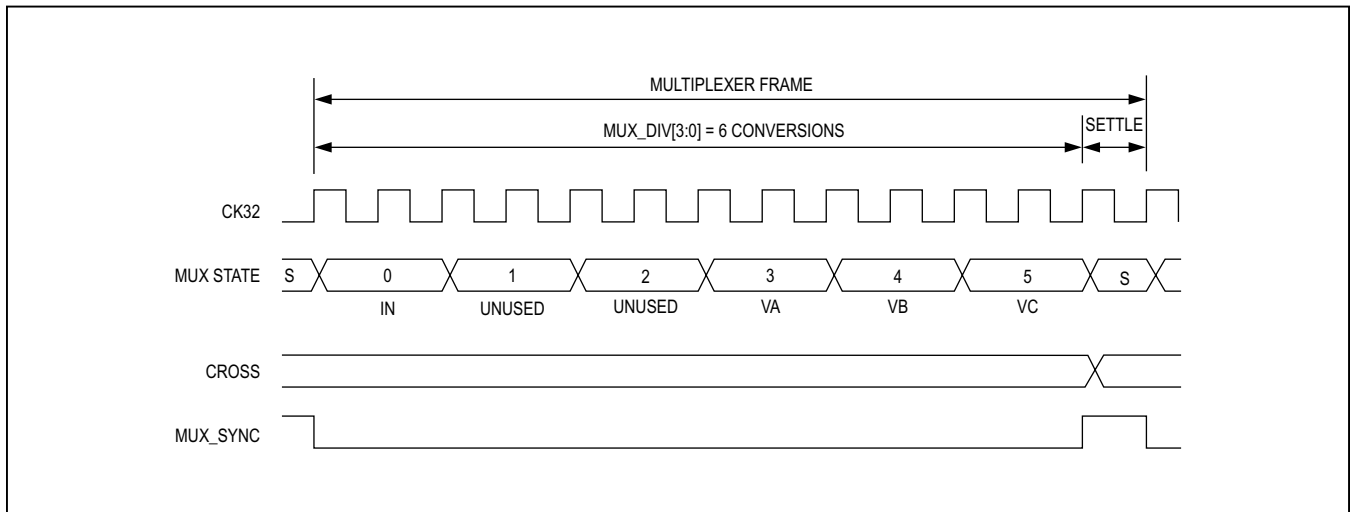 MULTIPLEXER FRAME
MUX_DIV[3:0] = 6 CONVERSIONS
SETTLE
CK32
MUX STATE S 0 1 2 3 4 5 S
IN UNUSED UNUSED VA VB VC
CROSS
MUX_SYNC